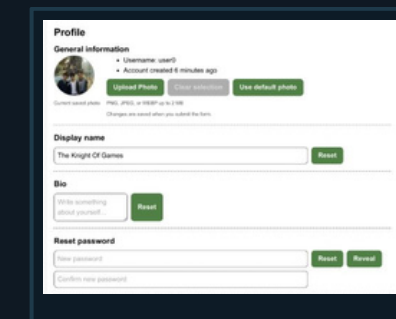 Profile
General information
• Username: user0
• Account created 6 minutes ago
Upload Photo Clear selection Use default photo
Current saved photo PNG, JPEG, or WEBP up to 2 MB
Changes are saved when you submit the form.
Display name
The Knight Of Games Reset
Bio
Write something
about yourself... Reset
Reset password
New password Reset Reveal
Confirm new password